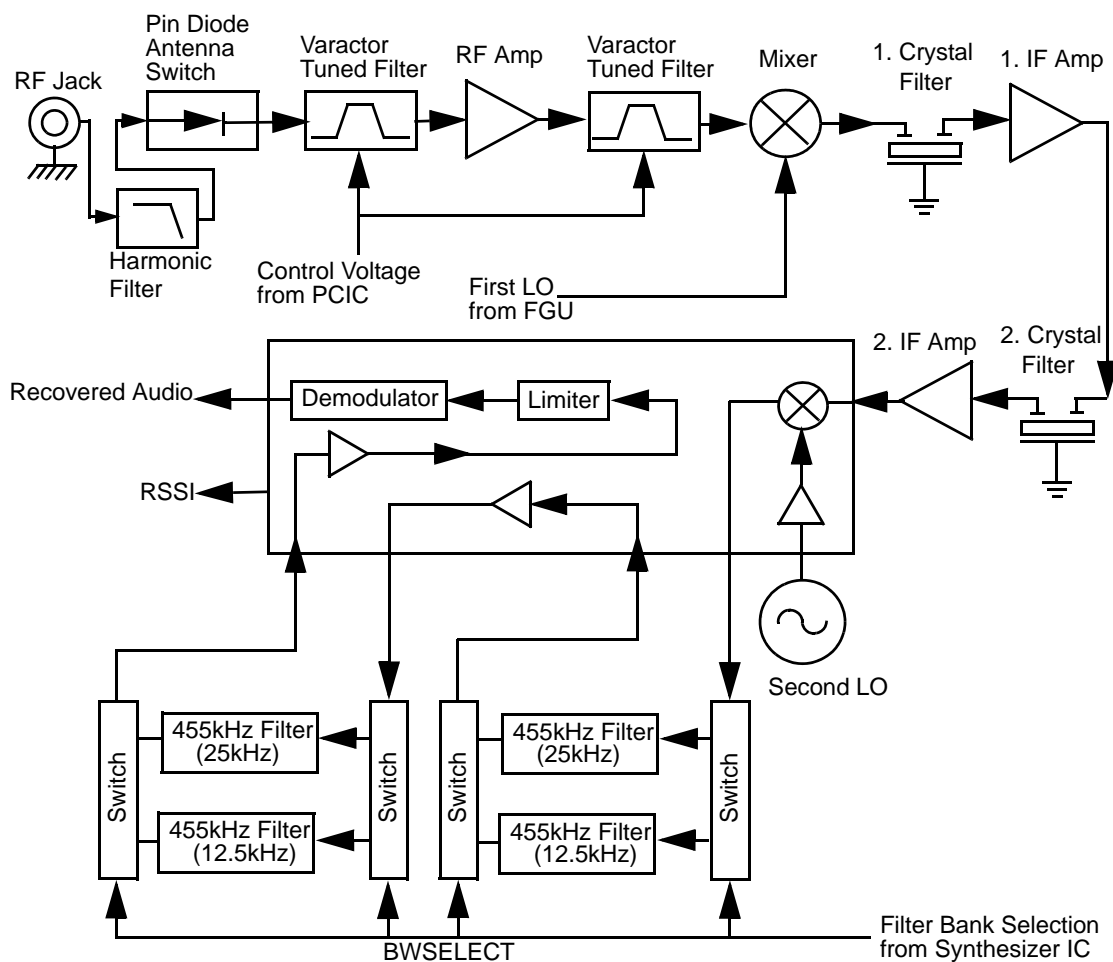 Pin Diode
Antenna
Switch
RF Jack
Varactor
Tuned Filter
RF Amp
Varactor
Tuned Filter
Mixer
1. Crystal
Filter
1. IF Amp
Harmonic
Filter
Control Voltage
from PCIC
First LO
from FGU
2. IF Amp
2. Crystal
Filter
Recovered Audio
Demodulator
Limiter
RSSI
Second LO
Switch
455kHz Filter
(25kHz)
455kHz Filter
(12.5kHz)
Switch
Switch
455kHz Filter
(25kHz)
455kHz Filter
(12.5kHz)
Switch
BWSELECT
Filter Bank Selection
from Synthesizer IC